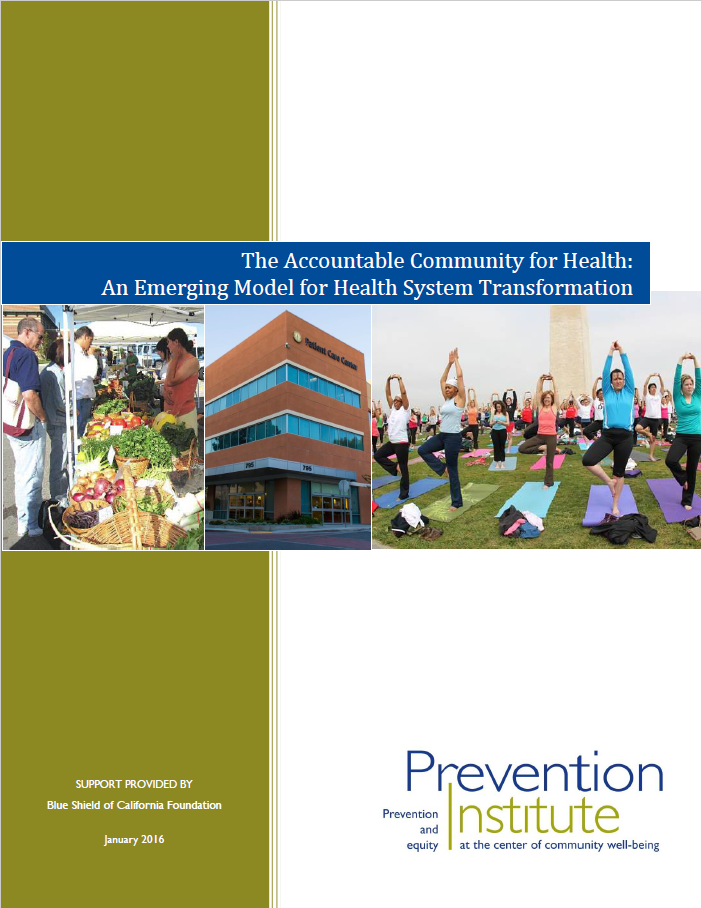 The Accountable Community for Health:
An Emerging Model for Health System Transformation
Patient Care Center
795
795
SUPPORT PROVIDED BY
Blue Shield of California Foundation
January 2016
Prevention
Institute
Prevention
and
equity
at the center of community well-being